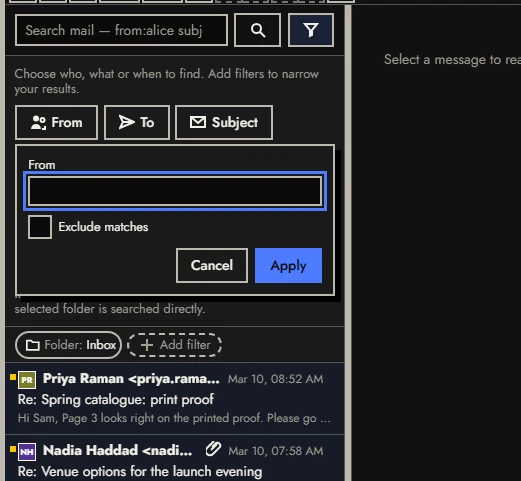 Search mail — from:alice subj
Select a message to rea
Choose who, what or when to find. Add filters to narrow
your results.
From To Subject
From
Exclude matches
Cancel Apply
selected folder is searched directly.
Folder: Inbox Add filter
PR Priya Raman <priya.rama... Mar 10, 08:52 AM
Re: Spring catalogue: print proof
Hi Sam, Page 3 looks right on the printed proof. Please go ...
NH Nadia Haddad <nadi... Mar 10, 07:58 AM
Re: Venue options for the launch evening